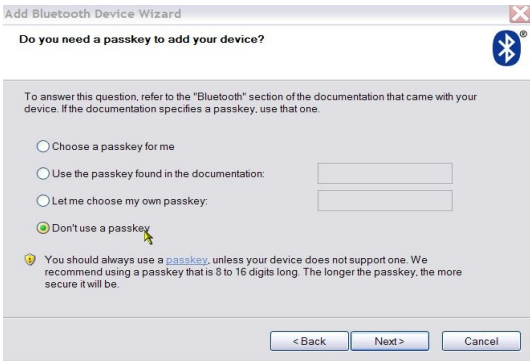 Add Bluetooth Device Wizard
Do you need a passkey to add your device?
®
To answer this question, refer to the "Bluetooth" section of the documentation that came with your
device. If the documentation specifies a passkey, use that one.
Choose a passkey for me
Use the passkey found in the documentation:
Let me choose my own passkey:
Don't use a passkey
You should always use a passkey, unless your device does not support one. We
recommend using a passkey that is 8 to 16 digits long. The longer the passkey, the more
secure it will be.
< Back Next > Cancel